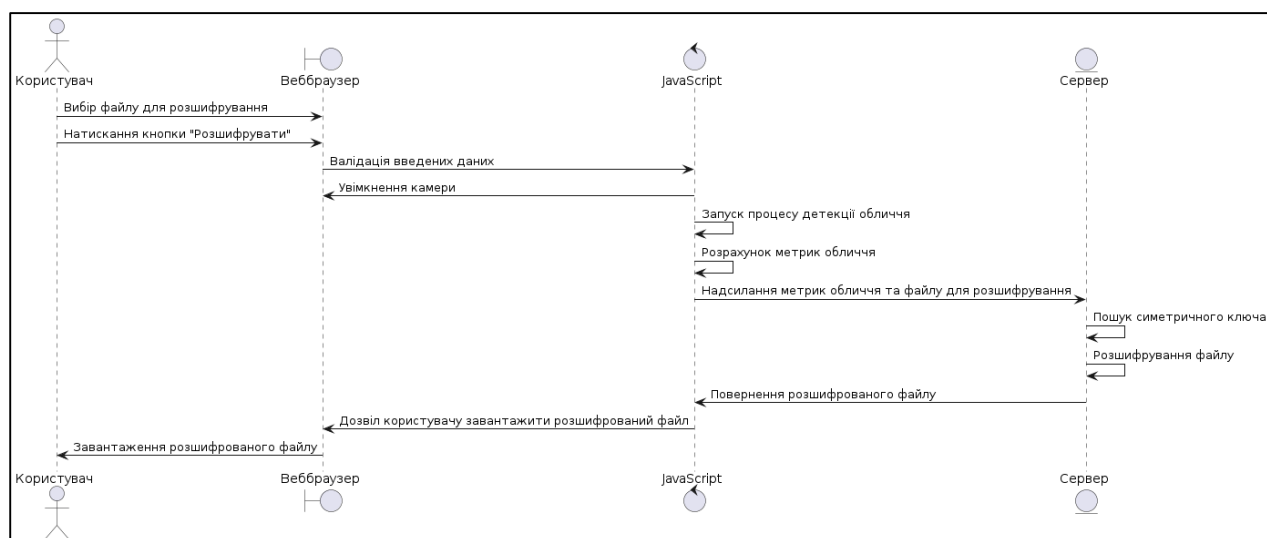 Користувач
Веббраузер
JavaScript
Сервер
Вибір файлу для розшифрування
Натискання кнопки "Розшифрувати"
Валідація введених даних
Увімкнення камери
Запуск процесу детекції обличчя
Розрахунок метрик обличчя
Надсилання метрик обличчя та файлу для розшифрування
Пошук симетричного ключа
Розшифрування файлу
Повернення розшифрованого файлу
Дозвіл користувачу завантажити розшифрований файл
Завантаження розшифрованого файлу
Користувач
Веббраузер
JavaScript
Сервер